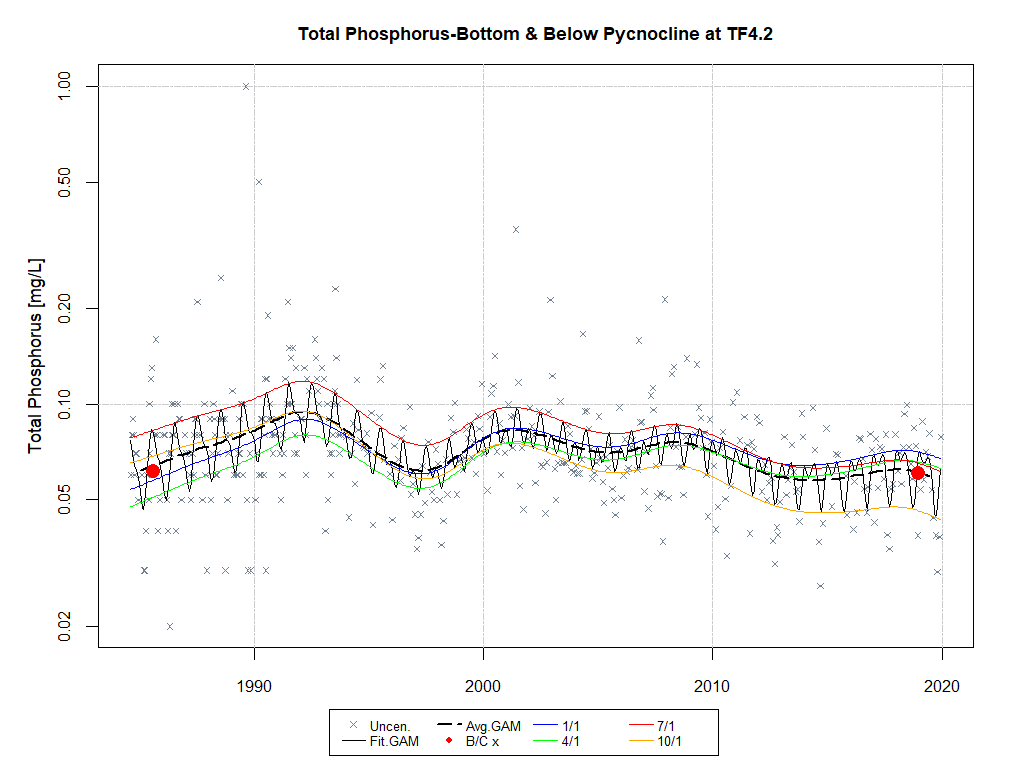 Total Phosphorus-Bottom & Below Pycnocline at TF4.2
Total Phosphorus [mg/L]
1.00
0.50
0.20
0.10
0.05
0.02
1990 2000 2010 2020
Uncen. Avg.GAM 1/1 7/1
Fit.GAM B/C x 4/1 10/1